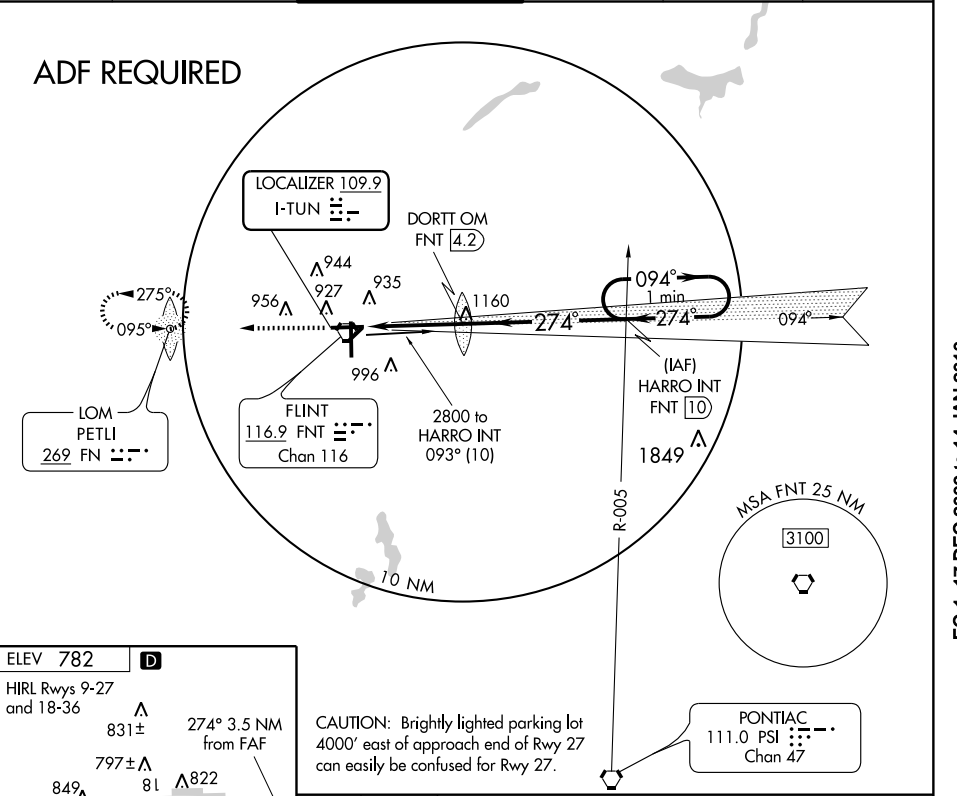 ADF REQUIRED
LOCALIZER 109.9
I-TUN
DORTT OM
FNT 4.2
944
927
935
956
1160
996
275°
095°
094°
1 min
274°
274°
094°
LOM
PETLI
269 FN
FLINT
116.9 FNT
Chan 116
2800 to
HARRO INT
093° (10)
(IAF)
HARRO INT
FNT 10
1849
R-005
MSA FNT 25 NM
3100
10 NM
ELEV 782 D
HIRL Rwys 9-27
and 18-36
831±
797±
849
81
822
274° 3.5 NM
from FAF
CAUTION: Brightly lighted parking lot
4000' east of approach end of Rwy 27
can easily be confused for Rwy 27.
PONTIAC
111.0 PSI
Chan 47